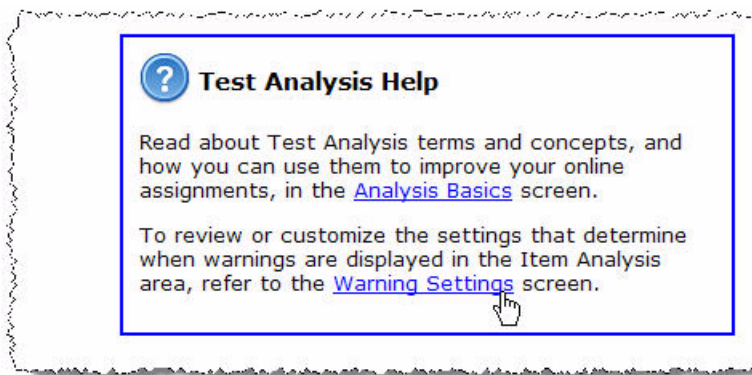 ? Test Analysis Help
Read about Test Analysis terms and concepts, and
how you can use them to improve your online
assignments, in the Analysis Basics screen.
To review or customize the settings that determine
when warnings are displayed in the Item Analysis
area, refer to the Warning Settings screen.